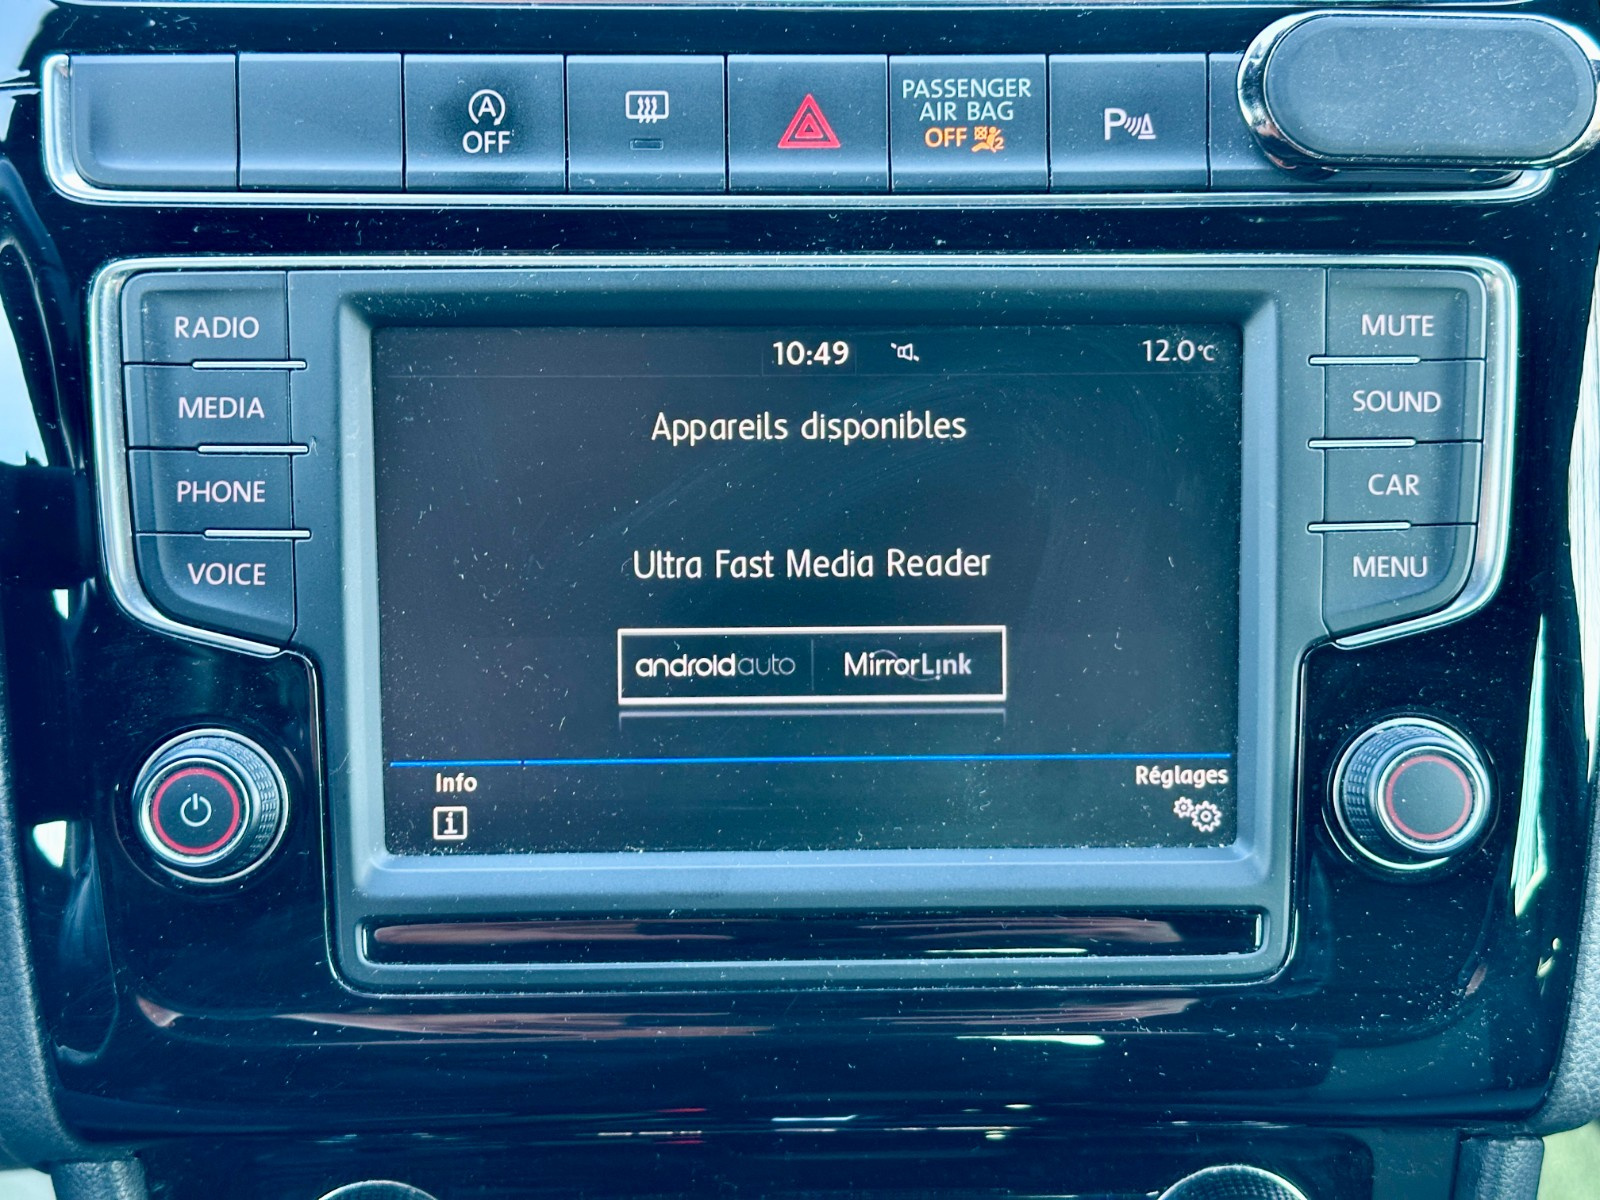 A
OFF
PASSENGER
AIR BAG
OFF 2
P
RADIO
MEDIA
PHONE
VOICE
10:49
12.0°C
Appareils disponibles
Ultra Fast Media Reader
androidauto
MirrorLink
Info
i
Réglages
MUTE
SOUND
CAR
MENU